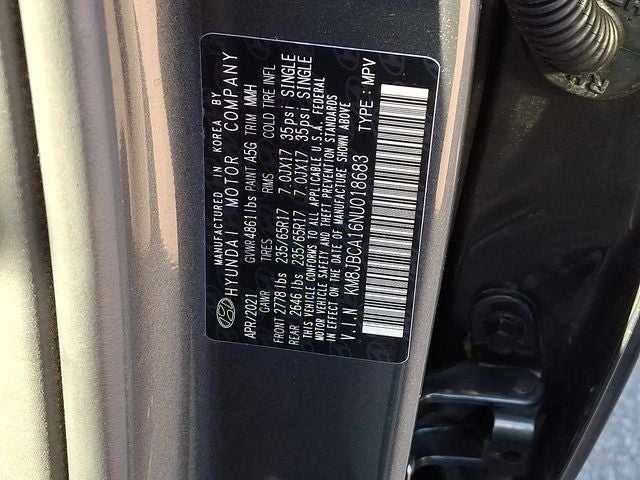 MANUFACTURED IN KOREA BY
HYUNDAI MOTOR COMPANY
APR/2021 GVWR 4861 lbs PAINT A5G TRIM MMH
GAWR TIRES RIMS COLD TIRE INFL
FRONT 2778 lbs 235/65R17 7.0JX17 35psi SINGLE
REAR 2646 lbs 235/65R17 7.0JX17 35psi SINGLE
THIS VEHICLE CONFORMS TO ALL APPLICABLE U.S.A. FEDERAL
MOTOR VEHICLE SAFETY AND THEFT PREVENTION STANDARDS
IN EFFECT ON THE DATE OF MANUFACTURE SHOWN ABOVE
V.I.N KM8JBCA16NU018683 TYPE : MPV